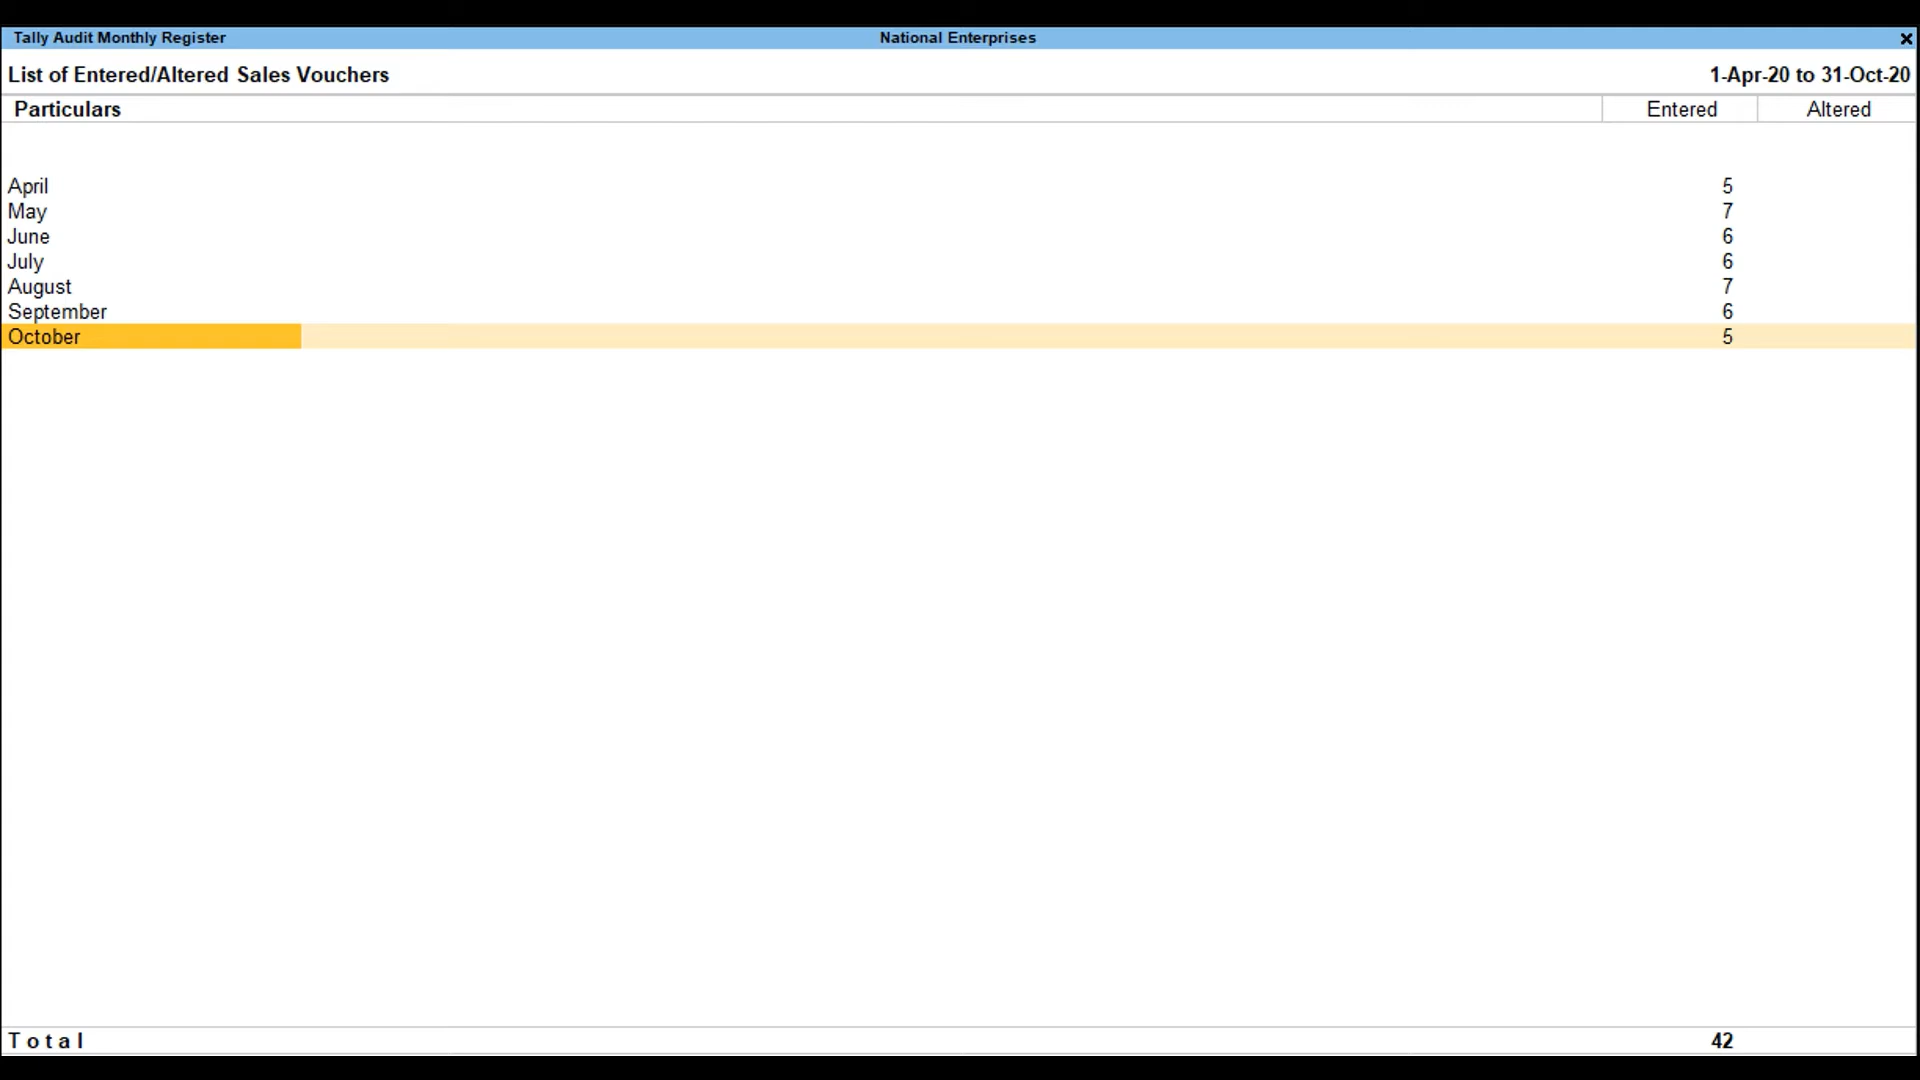 Tally Audit Monthly Register National Enterprises ×
List of Entered/Altered Sales Vouchers 1-Apr-20 to 31-Oct-20
Particulars Entered Altered
April 5
May 7
June 6
July 6
August 7
September 6
October 5
Total 42